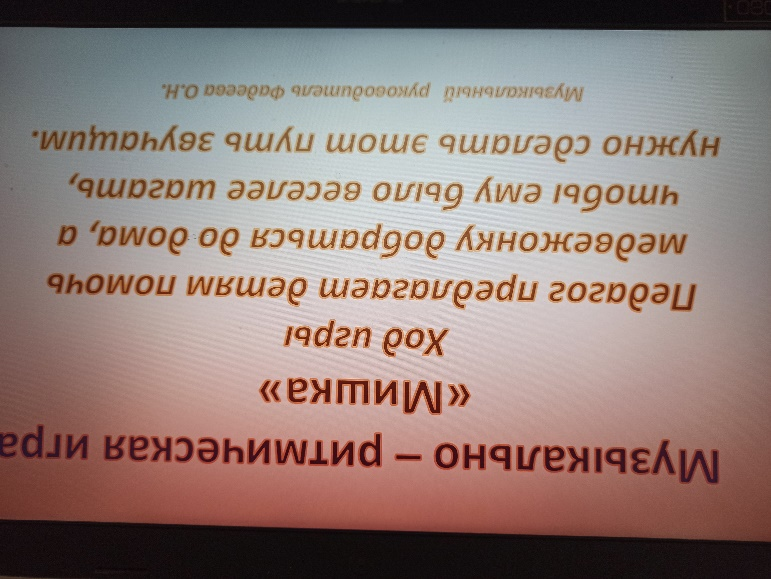 Музыкально – ритмическая игра
«Мишка»
Ход игры
Педагог предлагает детям помочь
медвежонку добраться до дома, а
чтобы ему было веселее шагать,
нужно сделать этот путь звучащим.
Музыкальный руководитель Фадеева О.Н.